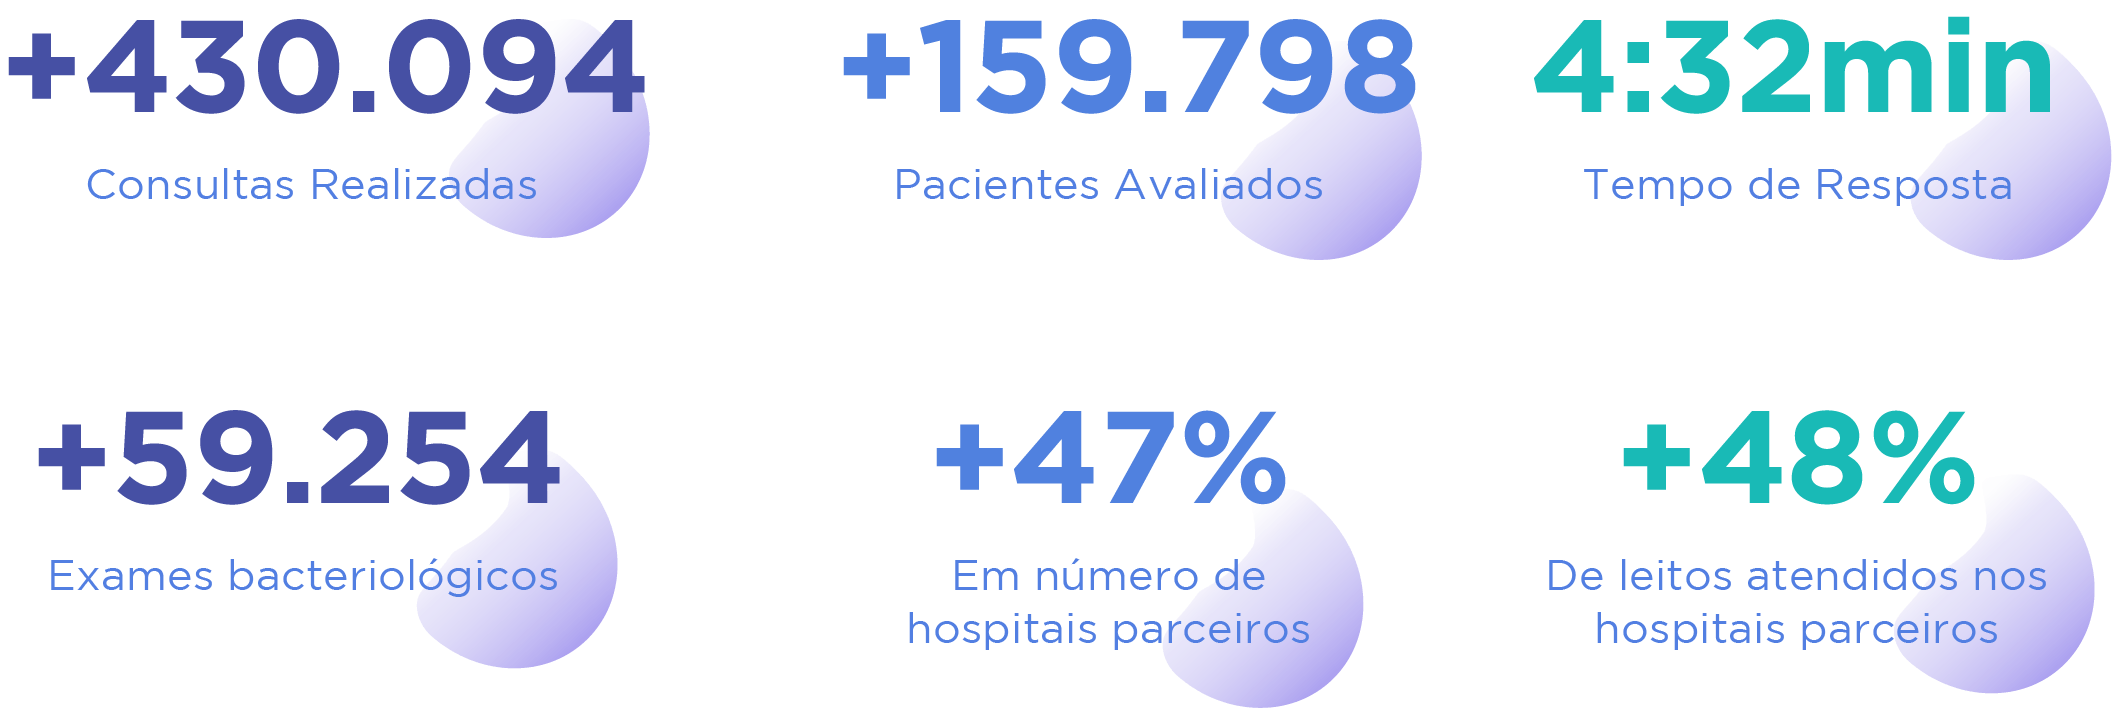 +430.094
Consultas Realizadas
+159.798
Pacientes Avaliados
4:32min
Tempo de Resposta
+59.254
Exames bacteriológicos
+47%
Em número de
hospitais parceiros
+48%
De leitos atendidos nos
hospitais parceiros